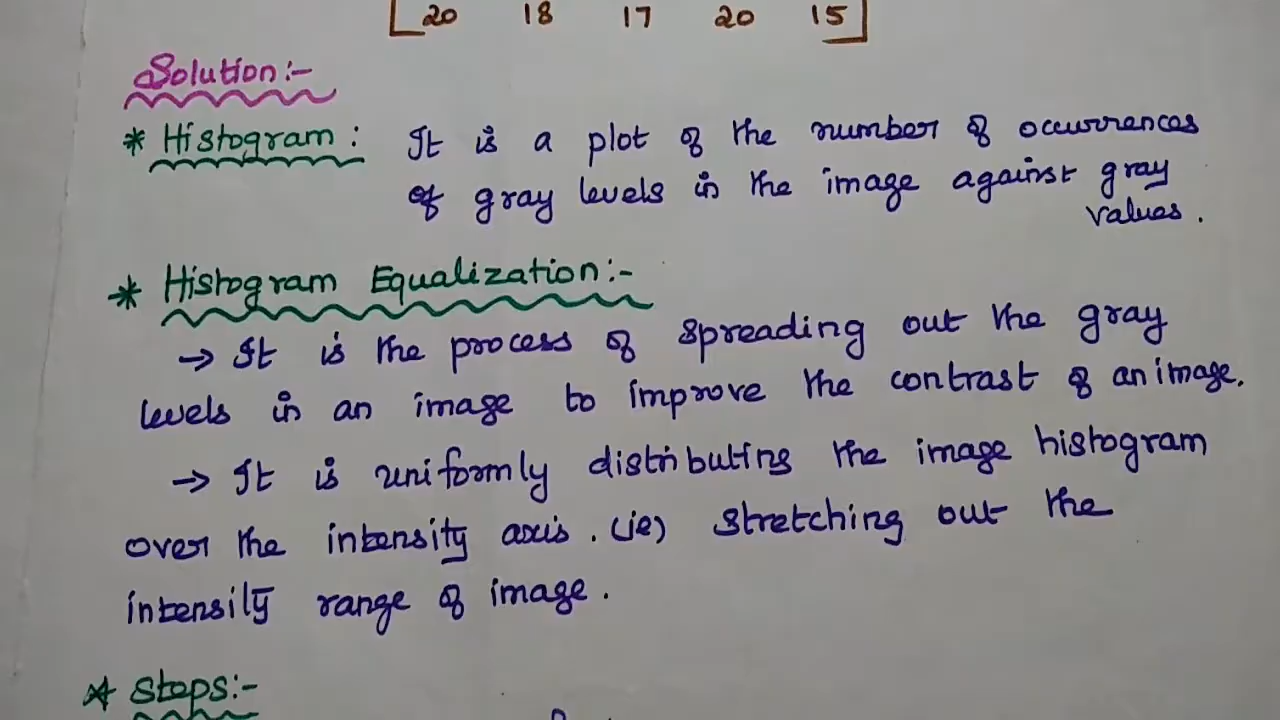 20 18 17 20 15
Solution:-
* Histogram: It is a plot of the number of occurrences
of gray levels in the image against gray
values.
* Histogram Equalization:-
→ It is the process of spreading out the gray
levels in an image to improve the contrast of an image.
→ It is uniformly distributing the image histogram
over the intensity axis. (ie) stretching out the
intensity range of image.
* Steps:-